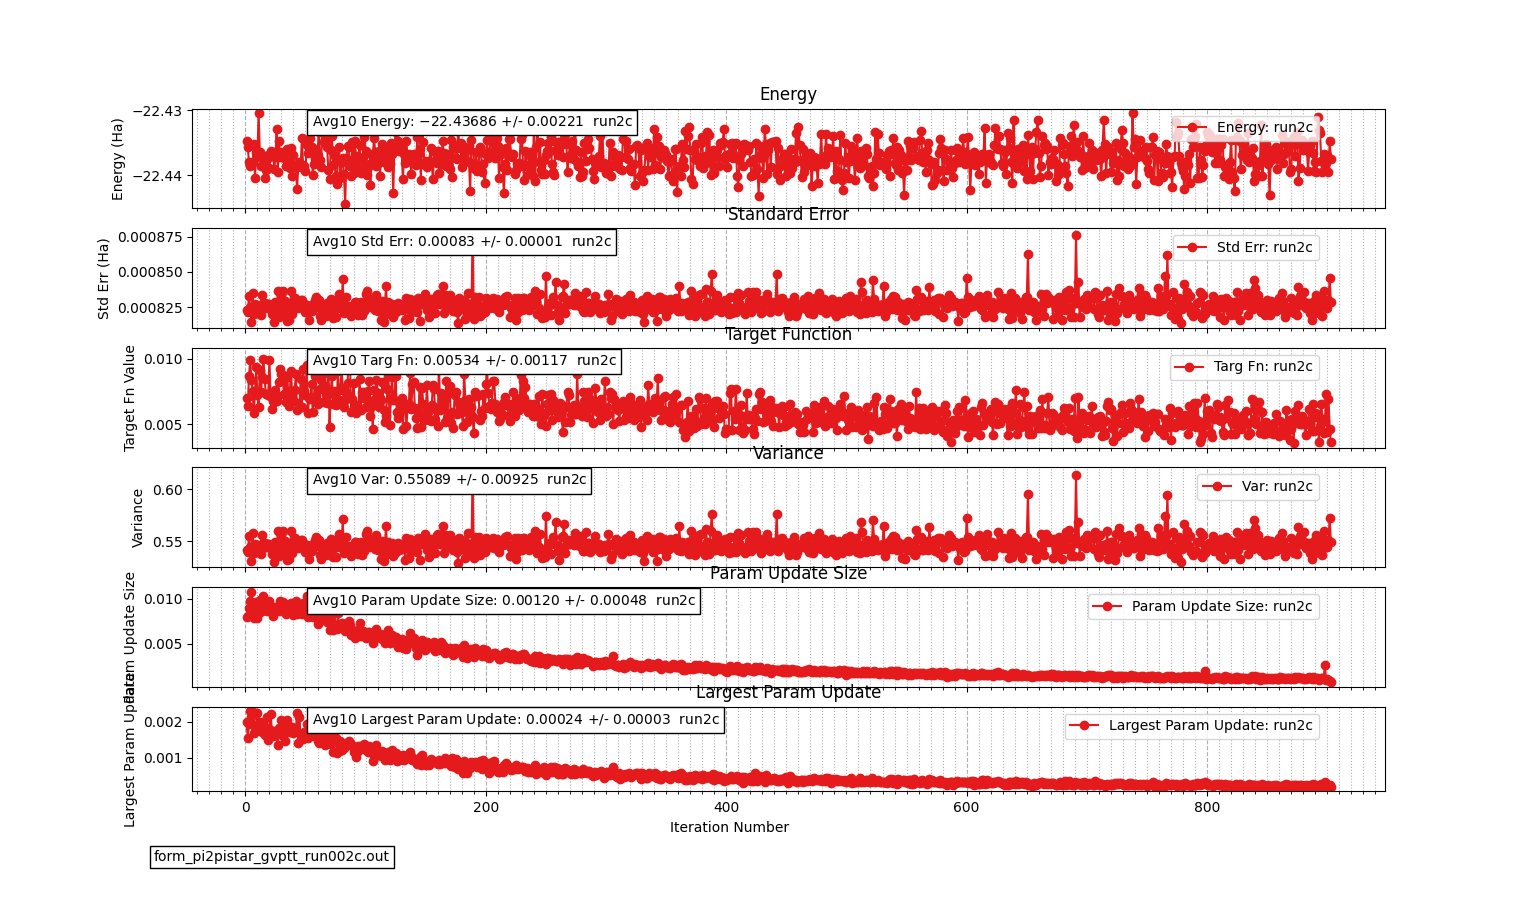 Energy
−22.43
−22.44
Energy (Ha)
Avg10 Energy: −22.43686 +/- 0.00221  run2c
Energy: run2c
Standard Error
0.000875
0.000850
0.000825
Std Err (Ha)
Avg10 Std Err: 0.00083 +/- 0.00001  run2c
Std Err: run2c
Target Function
0.010
0.005
Target Fn Value
Avg10 Targ Fn: 0.00534 +/- 0.00117  run2c
Targ Fn: run2c
Variance
0.60
0.55
Variance
Avg10 Var: 0.55089 +/- 0.00925  run2c
Var: run2c
Param Update Size
0.010
0.005
Param Update Size
Avg10 Param Update Size: 0.00120 +/- 0.00048  run2c
Param Update Size: run2c
Largest Param Update
0.002
0.001
Largest Param Update
Avg10 Largest Param Update: 0.00024 +/- 0.00003  run2c
Largest Param Update: run2c
0 200 400 600 800
Iteration Number
form_pi2pistar_gvptt_run002c.out